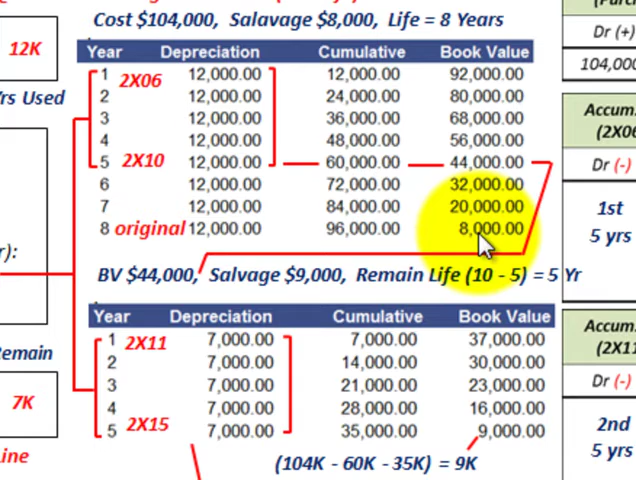 Cost $104,000, Salavage $8,000, Life = 8 Years
(Purc
Dr (+)
104,000
12K
Yrs Used
Year Depreciation Cumulative Book Value
1 2X06 12,000.00 12,000.00 92,000.00
2 12,000.00 24,000.00 80,000.00
3 12,000.00 36,000.00 68,000.00
4 12,000.00 48,000.00 56,000.00
5 2X10 12,000.00 60,000.00 44,000.00
6 12,000.00 72,000.00 32,000.00
7 12,000.00 84,000.00 20,000.00
8 original 12,000.00 96,000.00 8,000.00
Accum.
(2X06
Dr (-)
1st
5 yrs
r):
BV $44,000, Salvage $9,000, Remain Life (10 - 5) = 5 Yr
Year Depreciation Cumulative Book Value
1 2X11 7,000.00 7,000.00 37,000.00
2 7,000.00 14,000.00 30,000.00
3 7,000.00 21,000.00 23,000.00
4 7,000.00 28,000.00 16,000.00
5 2X15 7,000.00 35,000.00 9,000.00
(104K - 60K - 35K) = 9K
Remain
7K
Line
Accum.
(2X11
Dr (-)
2nd
5 yrs